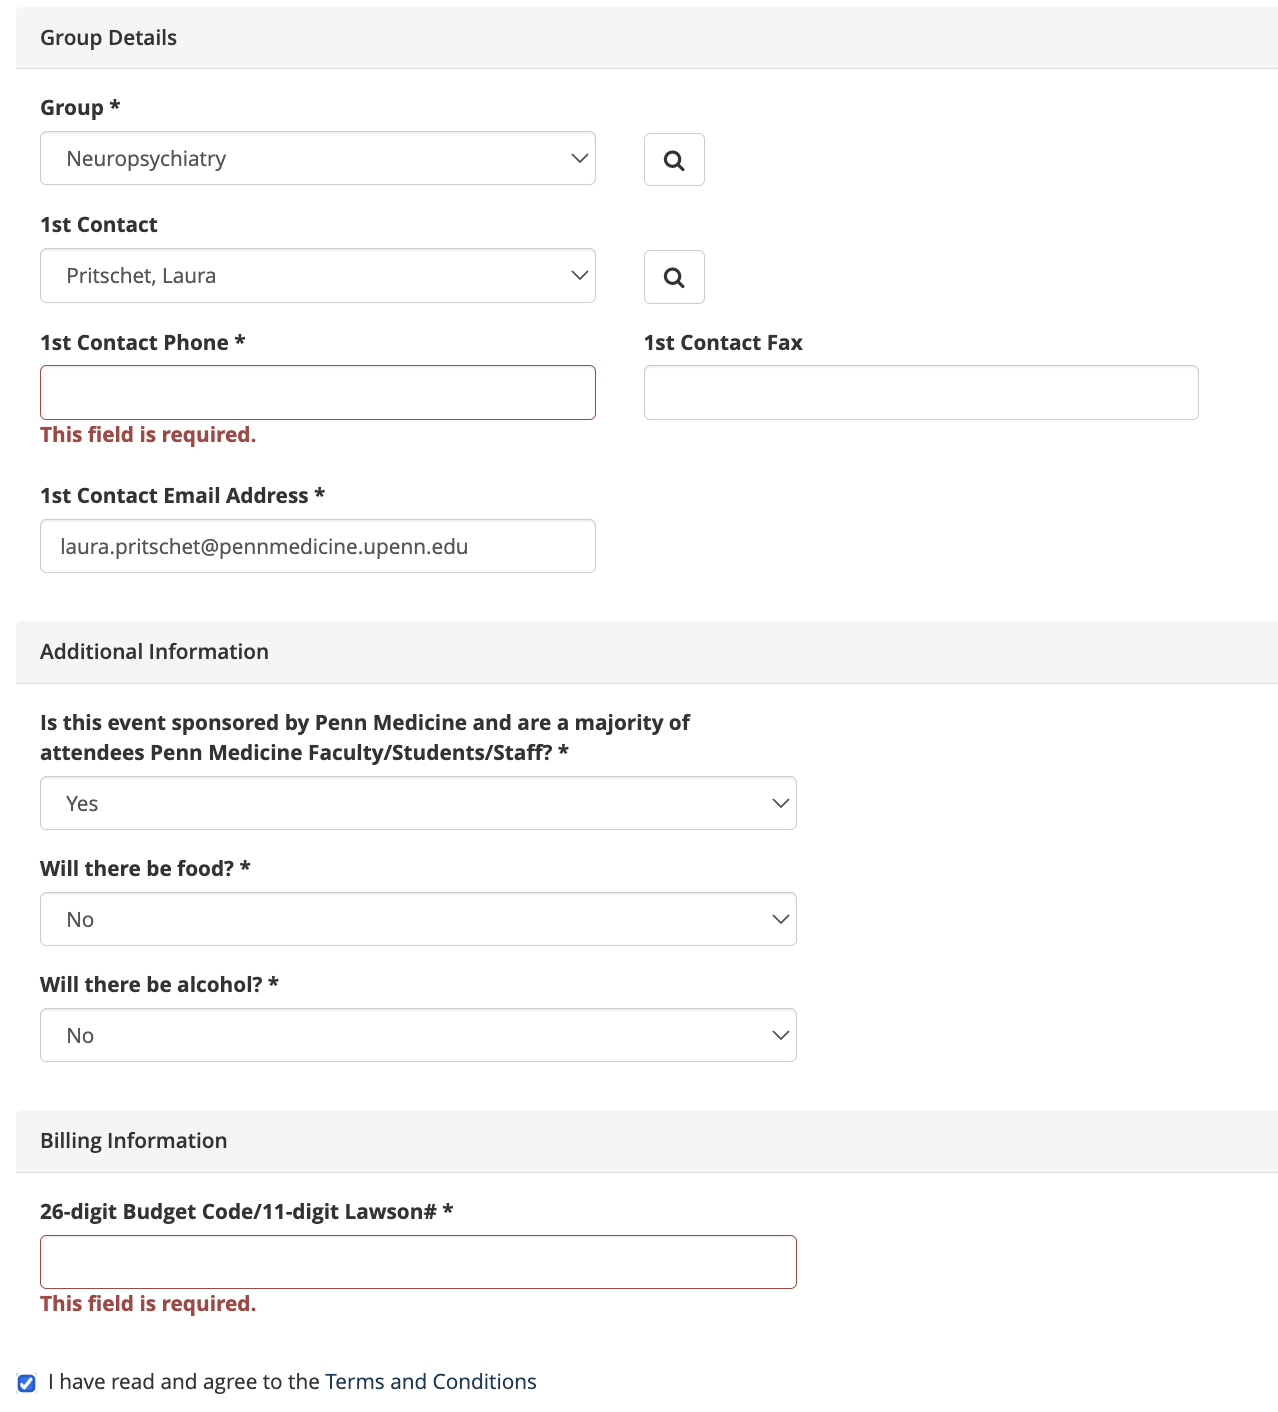 Group Details
Group *
Neuropsychiatry
1st Contact
Pritschet, Laura
1st Contact Phone *
1st Contact Fax
This field is required.
1st Contact Email Address *
laura.pritschet@pennmedicine.upenn.edu
Additional Information
Is this event sponsored by Penn Medicine and are a majority of
attendees Penn Medicine Faculty/Students/Staff? *
Yes
Will there be food? *
No
Will there be alcohol? *
No
Billing Information
26-digit Budget Code/11-digit Lawson# *
This field is required.
I have read and agree to the Terms and Conditions